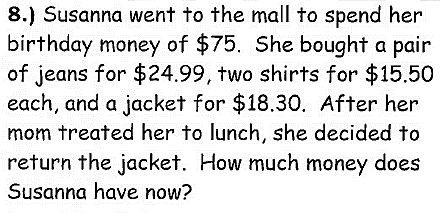 8.) Susanna went to the mall to spend her
birthday money of $75. She bought a pair
of jeans for $24.99, two shirts for $15.50
each, and a jacket for $18.30. After her
mom treated her to lunch, she decided to
return the jacket. How much money does
Susanna have now?